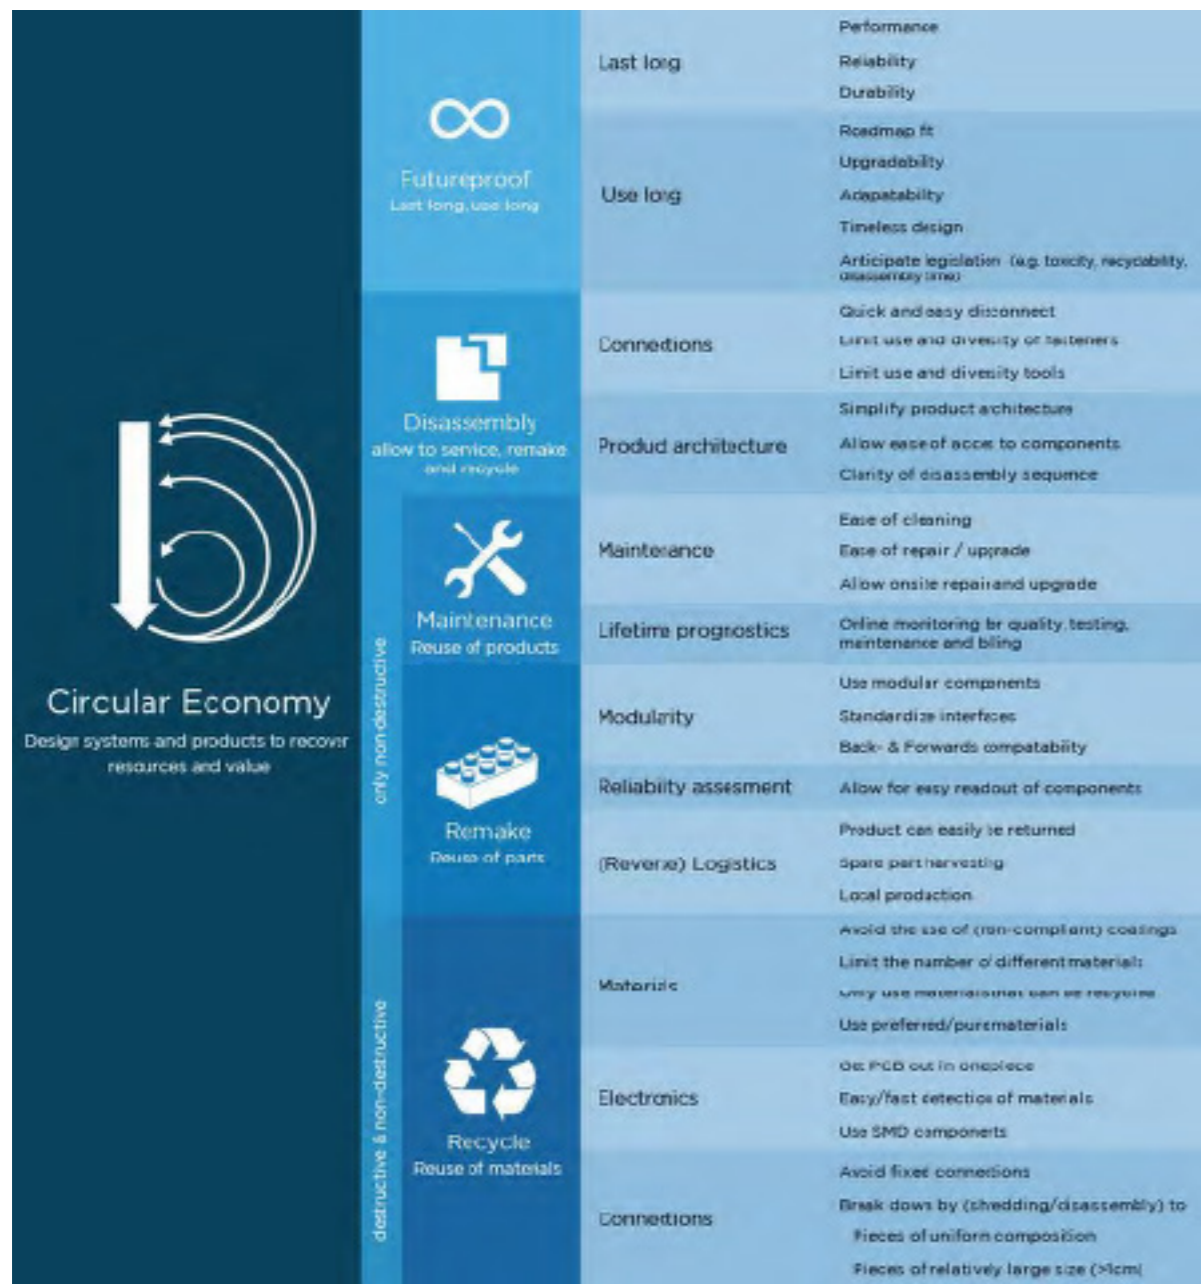 Circular Economy
Design systems and products to recover
resources and value
Futureproof
Last long, use long
Last long
Performance
Reliability
Durability
Use long
Roadmap fit
Upgradability
Adapatability
Timeless design
Anticipate legislation (e.g. toxicity, recyclability,
disassembly time)
Disassembly
allow to service, remake
and recycle
Connections
Quick and easy disconnect
Limit use and diversity of fasteners
Limit use and diversity tools
Product architecture
Simplify product architecture
Allow ease of acces to components
Clarity of disassembly sequence
only non-destructive
Maintenance
Reuse of products
Maintenance
Ease of cleaning
Ease of repair / upgrade
Allow onsite repair and upgrade
Lifetime prognostics
Online monitoring for quality, testing,
maintenance and billing
Remake
Reuse of parts
Modularity
Use modular components
Standardize interfaces
Back- & Forwards compatability
Reliability assesment
Allow for easy readout of components
(Reverse) Logistics
Product can easily be returned
Spare part harvesting
Local production
destructive & non-destructive
Recycle
Reuse of materials
Materials
Avoid the use of (non-compliant) coatings
Limit the number of different materials
Only use materials that can be recycled
Use preferred/pure materials
Electronics
Get PCB out in one piece
Easy/fast detection of materials
Use SMD components
Connections
Avoid fixed connections
Break down by (shredding/disassembly) to
Pieces of uniform composition
Pieces of relatively large size (>1cm)